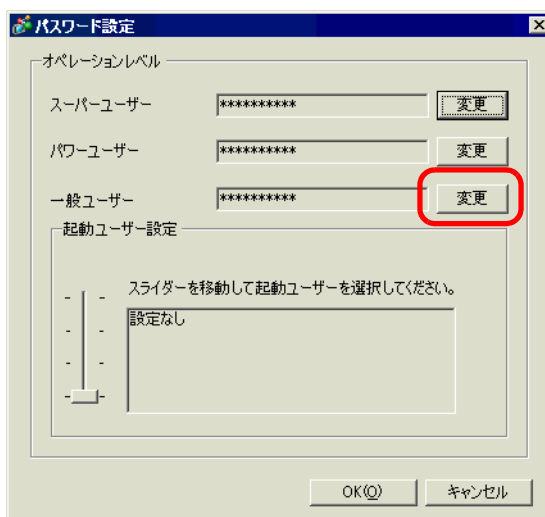 パスワード設定
オペレーションレベル
スーパーユーザー ********** 変更
パワーユーザー ********** 変更
一般ユーザー ********** 変更
起動ユーザー設定
スライダーを移動して起動ユーザーを選択してください。
設定なし
OK(O) キャンセル